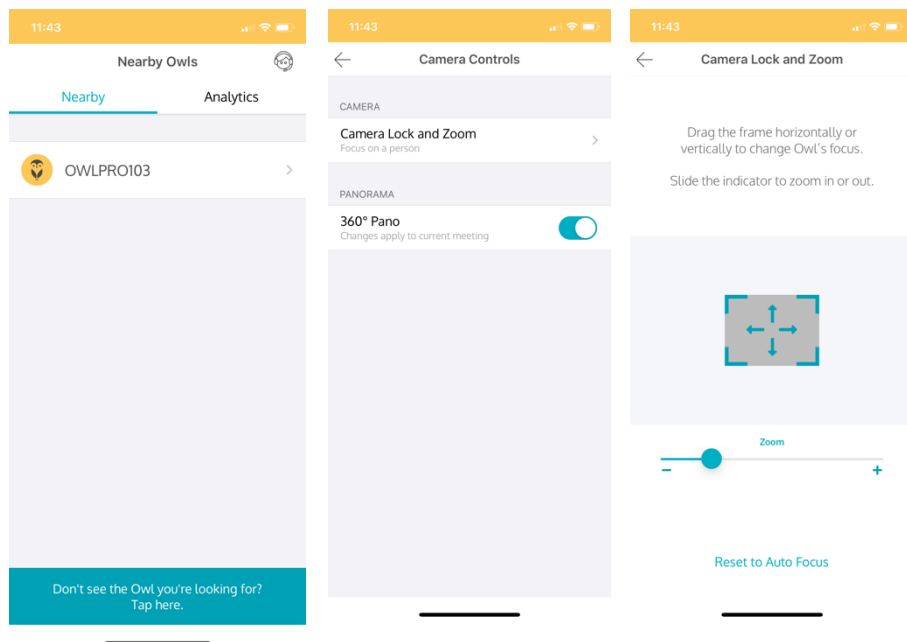 11:43
Nearby Owls
Nearby
Analytics
OWLPRO103
Don't see the Owl you're looking for?
Tap here.
11:43
Camera Controls
CAMERA
Camera Lock and Zoom
Focus on a person
PANORAMA
360° Pano
Changes apply to current meeting
11:43
Camera Lock and Zoom
Drag the frame horizontally or
vertically to change Owl's focus.
Slide the indicator to zoom in or out.
Zoom
− +
Reset to Auto Focus